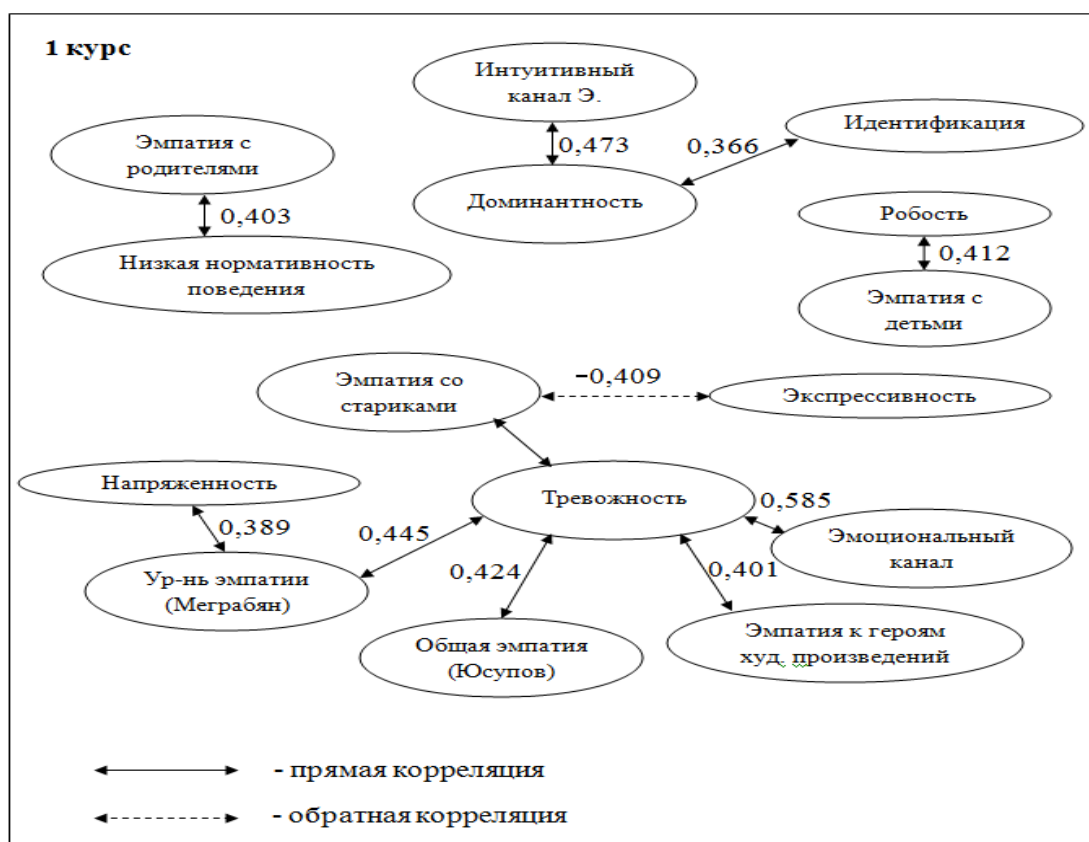 1 курс
Интуитивный
канал Э.
Эмпатия с
родителями
Идентификация
0,473
0,366
Доминантность
0,403
Робость
Низкая нормативность
поведения
0,412
Эмпатия с
детьми
Эмпатия со
стариками
-0,409
Экспрессивность
Напряженность
Тревожность
0,585
0,389
0,445
Эмоциональный
канал
0,424
0,401
Ур-нь эмпатии
(Меграбян)
Общая эмпатия
(Юсупов)
Эмпатия к героям
худ. произведений
- прямая корреляция
- обратная корреляция